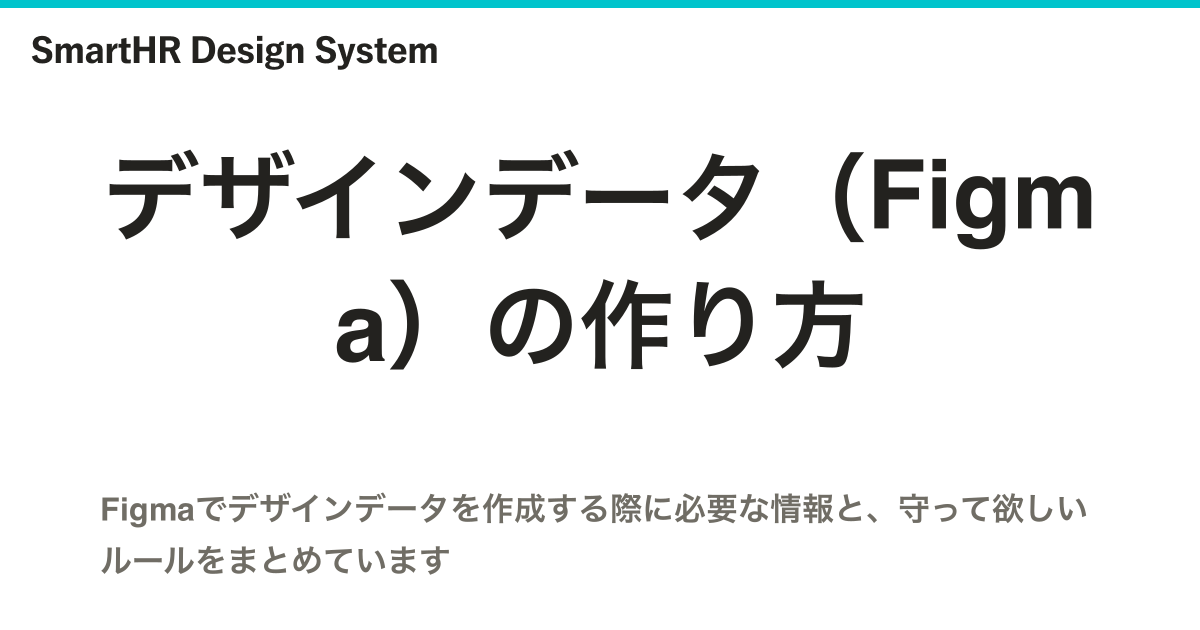 SmartHR Design System
デザインデータ（Figm
a）の作り方
Figmaでデザインデータを作成する際に必要な情報と、守って欲しい
ルールをまとめています